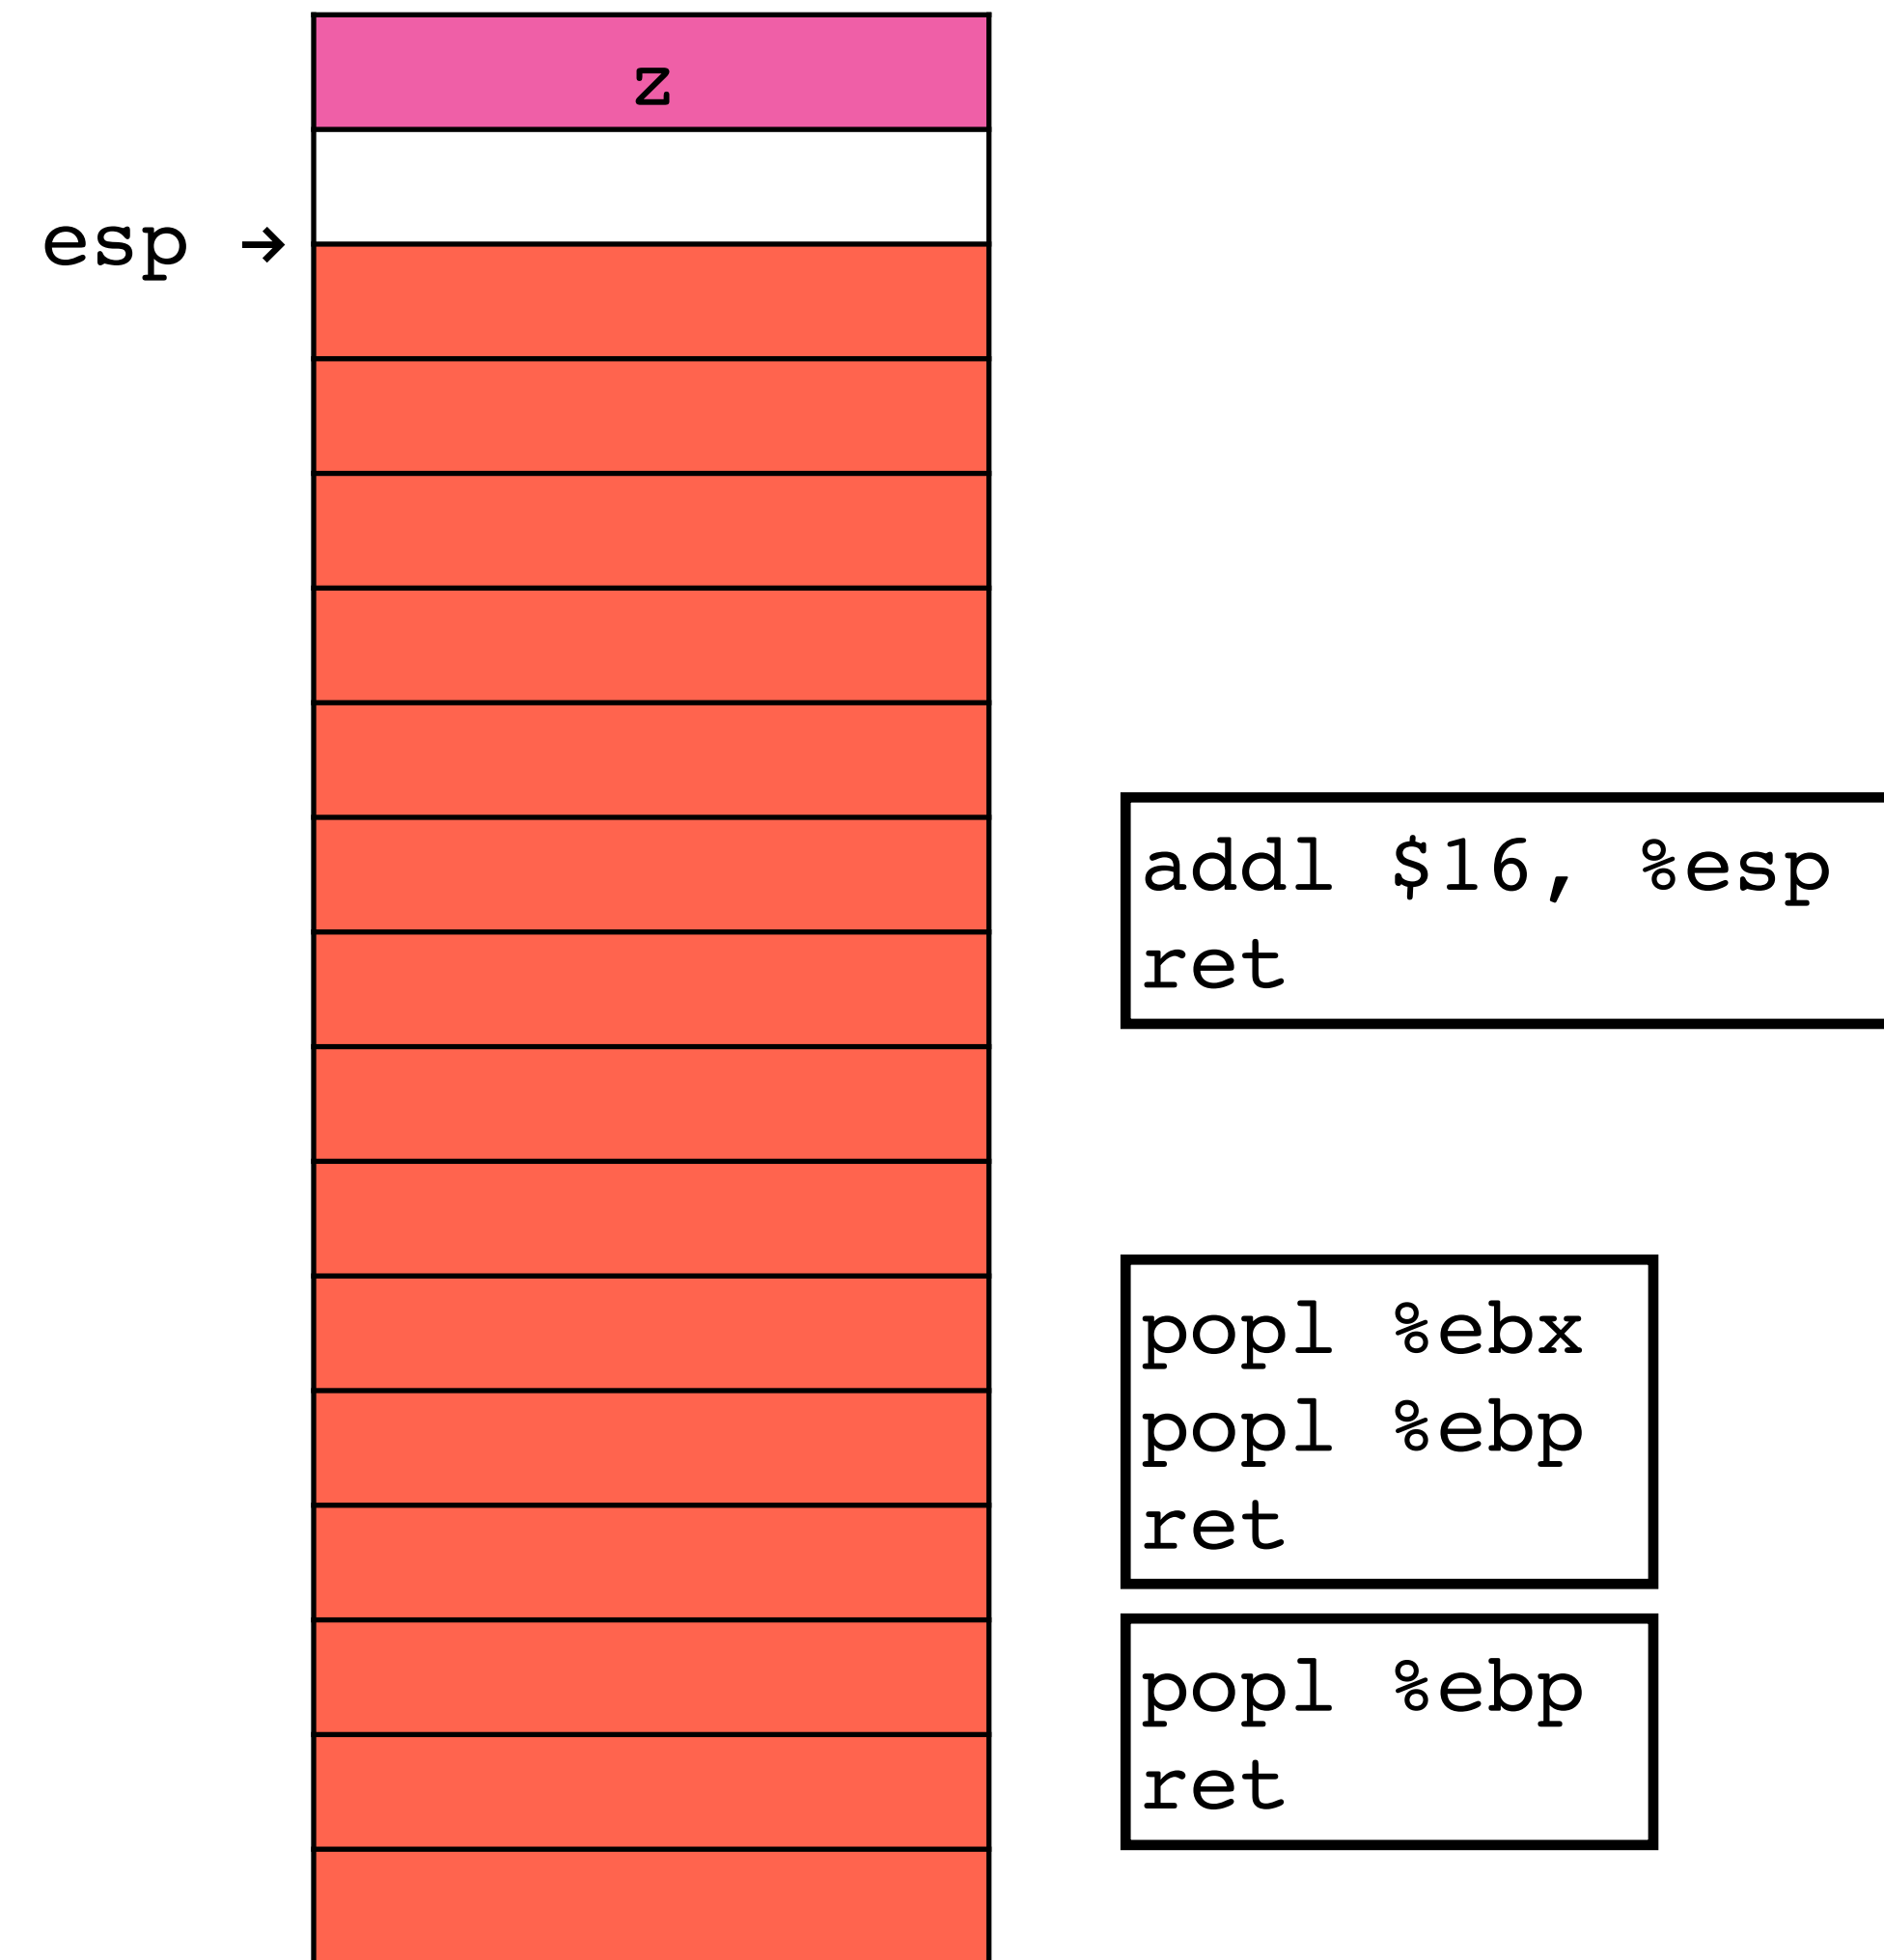 z
esp →
addl $16, %esp
ret
popl %ebx
popl %ebp
ret
popl %ebp
ret